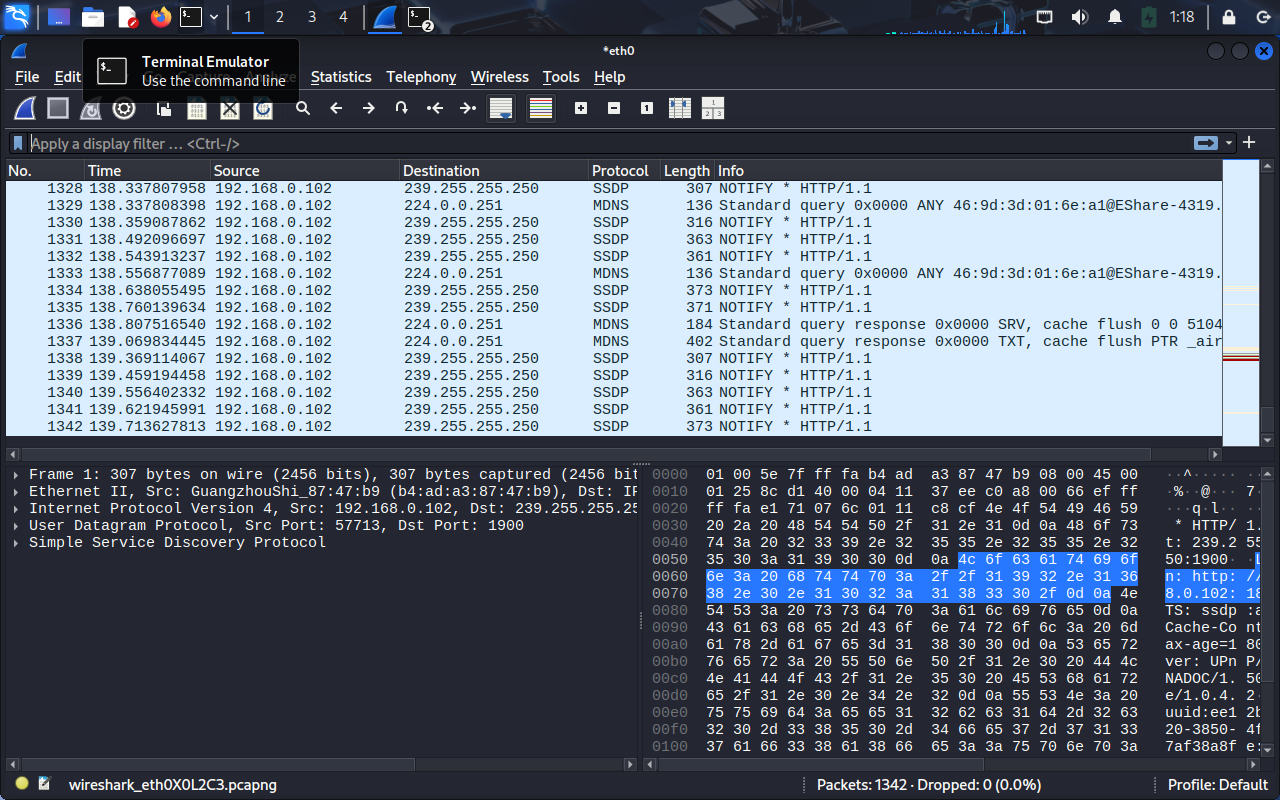 1 2 3 4 2 1:18
*eth0
Terminal Emulator
Use the command line
File Edit Statistics Telephony Wireless Tools Help
Apply a display filter … <Ctrl-/>
No. Time Source Destination Protocol Length Info
1328 138.337807958 192.168.0.102 239.255.255.250 SSDP 307 NOTIFY * HTTP/1.1
1329 138.337808398 192.168.0.102 224.0.0.251 MDNS 136 Standard query 0x0000 ANY 46:9d:3d:01:6e:a1@EShare-4319.
1330 138.359087862 192.168.0.102 239.255.255.250 SSDP 316 NOTIFY * HTTP/1.1
1331 138.492096697 192.168.0.102 239.255.255.250 SSDP 363 NOTIFY * HTTP/1.1
1332 138.543913237 192.168.0.102 239.255.255.250 SSDP 361 NOTIFY * HTTP/1.1
1333 138.556877089 192.168.0.102 224.0.0.251 MDNS 136 Standard query 0x0000 ANY 46:9d:3d:01:6e:a1@EShare-4319.
1334 138.638055495 192.168.0.102 239.255.255.250 SSDP 373 NOTIFY * HTTP/1.1
1335 138.760139634 192.168.0.102 239.255.255.250 SSDP 371 NOTIFY * HTTP/1.1
1336 138.807516540 192.168.0.102 224.0.0.251 MDNS 184 Standard query response 0x0000 SRV, cache flush 0 0 5104
1337 139.069834445 192.168.0.102 224.0.0.251 MDNS 402 Standard query response 0x0000 TXT, cache flush PTR _air
1338 139.369114067 192.168.0.102 239.255.255.250 SSDP 307 NOTIFY * HTTP/1.1
1339 139.459194458 192.168.0.102 239.255.255.250 SSDP 316 NOTIFY * HTTP/1.1
1340 139.556402332 192.168.0.102 239.255.255.250 SSDP 363 NOTIFY * HTTP/1.1
1341 139.621945991 192.168.0.102 239.255.255.250 SSDP 361 NOTIFY * HTTP/1.1
1342 139.713627813 192.168.0.102 239.255.255.250 SSDP 373 NOTIFY * HTTP/1.1
Frame 1: 307 bytes on wire (2456 bits), 307 bytes captured (2456 bit
Ethernet II, Src: GuangzhouShi_87:47:b9 (b4:ad:a3:87:47:b9), Dst: IP
Internet Protocol Version 4, Src: 192.168.0.102, Dst: 239.255.255.25
User Datagram Protocol, Src Port: 57713, Dst Port: 1900
Simple Service Discovery Protocol
0000 01 00 5e 7f ff fa b4 ad a3 87 47 b9 08 00 45 00 ··^····· ··G···E·
0010 01 25 8c d1 40 00 04 11 37 ee c0 a8 00 66 ef ff ·%··@··· 7
0020 ff fa e1 71 07 6c 01 11 c8 cf 4e 4f 54 49 46 59 ···q·l··
0030 20 2a 20 48 54 54 50 2f 31 2e 31 0d 0a 48 6f 73 * HTTP/ 1.
0040 74 3a 20 32 33 39 2e 32 35 35 2e 32 35 35 2e 32 t: 239.2 55
0050 35 30 3a 31 39 30 30 0d 0a 4c 6f 63 61 74 69 6f 50:1900· ·L
0060 6e 3a 20 68 74 74 70 3a 2f 2f 31 39 32 2e 31 36 n: http: //
0070 38 2e 30 2e 31 30 32 3a 31 38 33 30 2f 0d 0a 4e 8.0.102: 18
0080 54 53 3a 20 73 73 64 70 3a 61 6c 69 76 65 0d 0a TS: ssdp :a
0090 43 61 63 68 65 2d 43 6f 6e 74 72 6f 6c 3a 20 6d Cache-Co nt
00a0 61 78 2d 61 67 65 3d 31 38 30 30 0d 0a 53 65 72 ax-age=1 80
00b0 76 65 72 3a 20 55 50 6e 50 2f 31 2e 30 20 44 4c ver: UPn P/
00c0 4e 41 44 4f 43 2f 31 2e 35 30 20 45 53 68 61 72 NADOC/1. 50
00d0 65 2f 31 2e 30 2e 34 2e 32 0d 0a 55 53 4e 3a 20 e/1.0.4. 2·
00e0 75 75 69 64 3a 65 65 31 32 62 63 31 64 2d 32 63 uuid:ee1 2b
00f0 32 30 2d 33 38 35 30 2d 34 66 65 37 2d 37 31 33 20-3850- 4f
0100 37 61 66 33 38 61 38 66 65 3a 3a 75 70 6e 70 3a 7af38a8f e:
wireshark_eth0X0L2C3.pcapng Packets: 1342 · Dropped: 0 (0.0%) Profile: Default